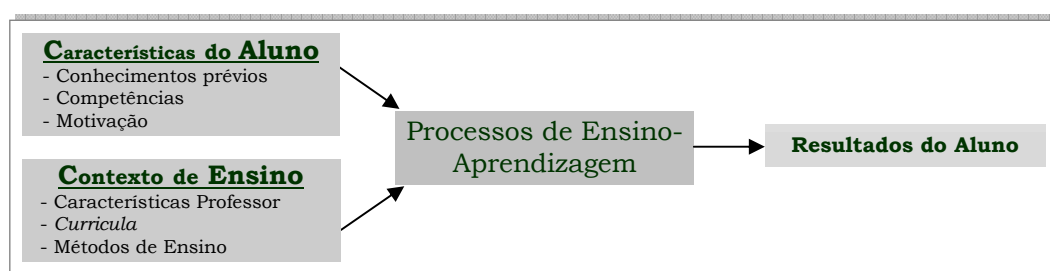 Características do Aluno
- Conhecimentos prévios
- Competências
- Motivação
Contexto de Ensino
- Características Professor
- Curricula
- Métodos de Ensino
Processos de Ensino-
Aprendizagem
Resultados do Aluno